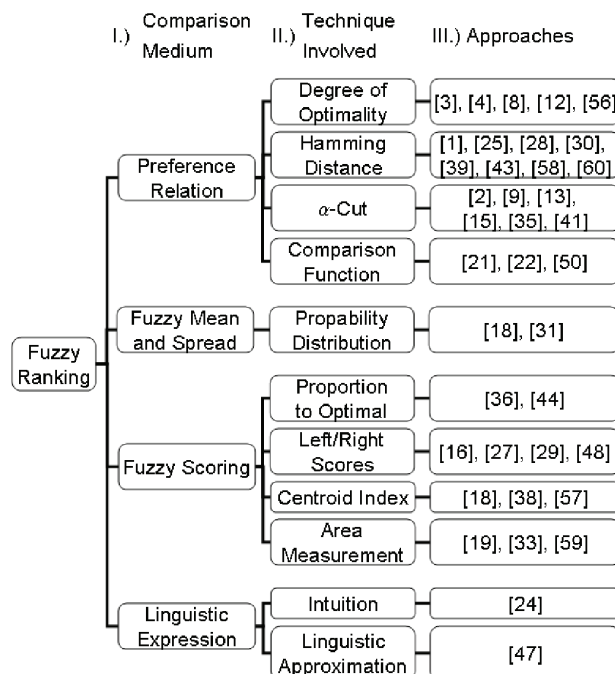 I.) Comparison Medium
II.) Technique Involved
III.) Approaches
Fuzzy
Ranking
Preference
Relation
Degree of
Optimality
[3], [4], [8], [12], [56]
Hamming
Distance
[1], [25], [28], [30],
[39], [43], [58], [60]
α-Cut
[2], [9], [13],
[15], [35], [41]
Comparison
Function
[21], [22], [50]
Fuzzy Mean
and Spread
Propability
Distribution
[18], [31]
Fuzzy Scoring
Proportion
to Optimal
[36], [44]
Left/Right
Scores
[16], [27], [29], [48]
Centroid Index
[18], [38], [57]
Area
Measurement
[19], [33], [59]
Linguistic
Expression
Intuition
[24]
Linguistic
Approximation
[47]